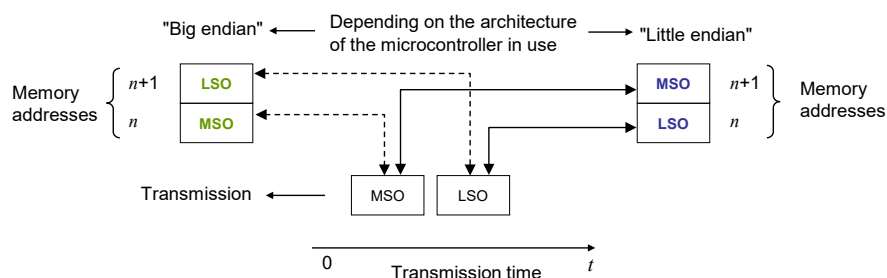 "Big endian"
Depending on the architecture
of the microcontroller in use
"Little endian"
Memory
addresses
n+1
LSO
n
MSO
MSO
n+1
LSO
n
Memory
addresses
Transmission
MSO
LSO
0
Transmission time
t